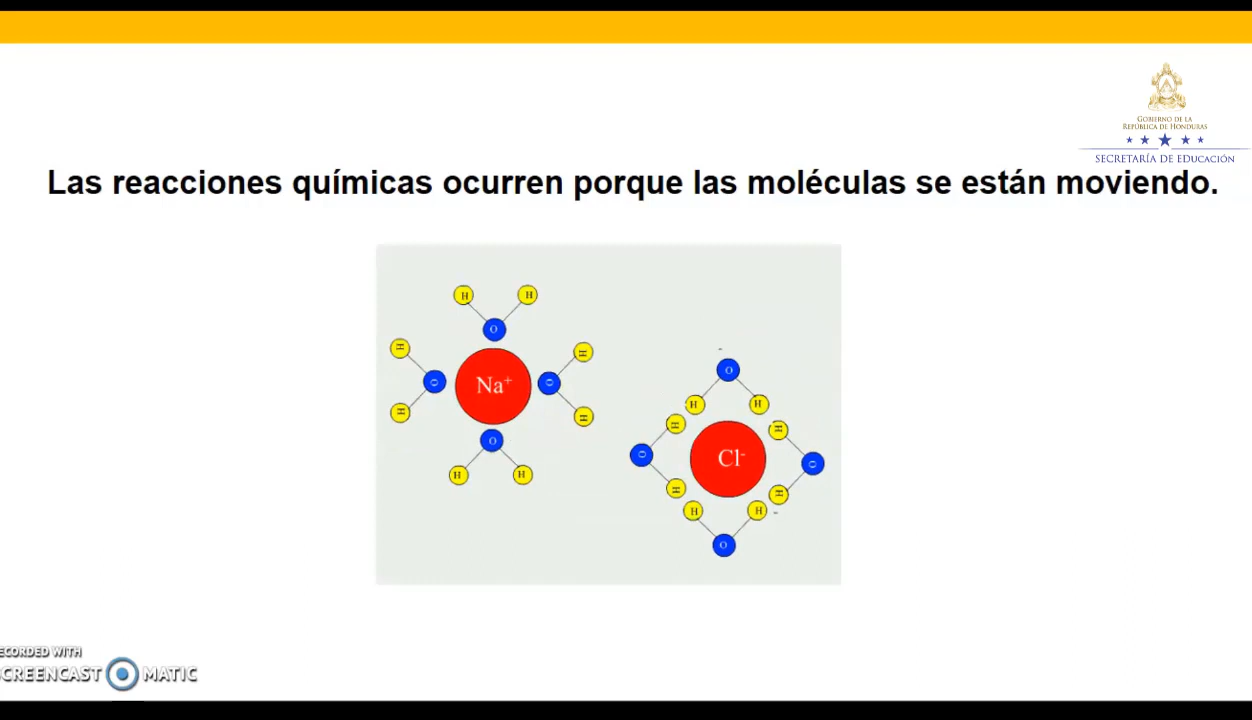 GOBIERNO DE LA
REPÚBLICA DE HONDURAS
SECRETARÍA DE EDUCACIÓN
Las reacciones químicas ocurren porque las moléculas se están moviendo.
H H
O
H O H
Na+
H O H
O
H H
O
H H
H O H
Cl-
H O H
H H
O
ECORDED WITH
SCREENCAST MATIC